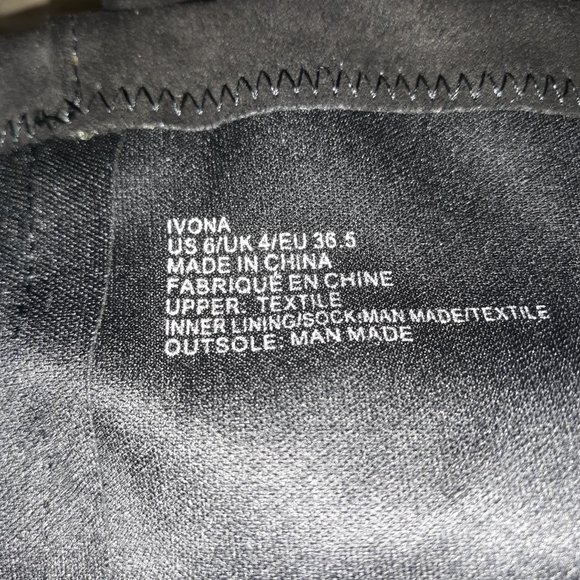 IVONA
US 6/UK 4/EU 36.5
MADE IN CHINA
FABRIQUÉ EN CHINE
UPPER: TEXTILE
INNER LINING/SOCK:MAN MADE/TEXTILE
OUTSOLE: MAN MADE